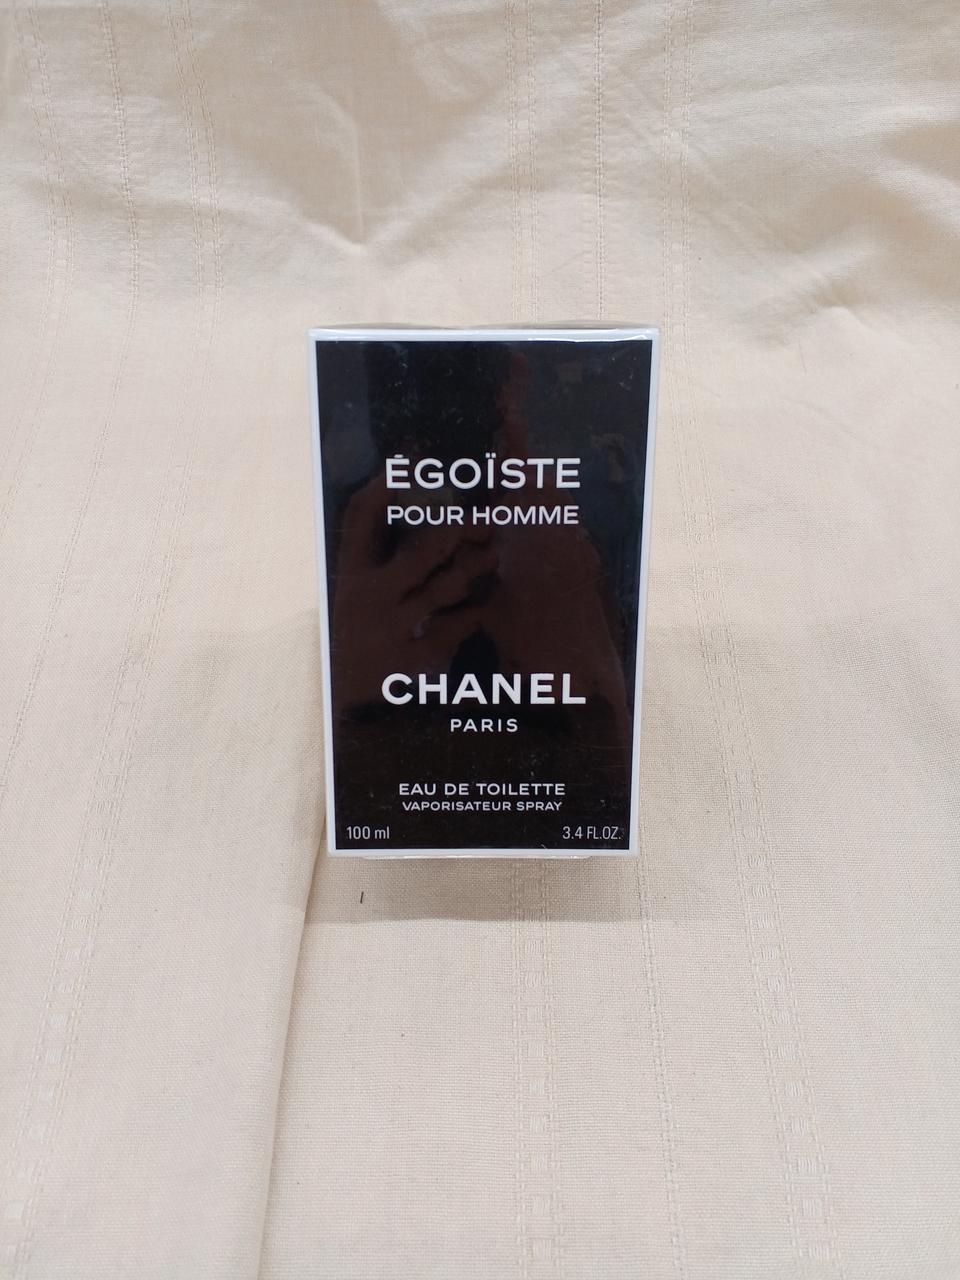 ÉGOÏSTE
POUR HOMME
CHANEL
PARIS
EAU DE TOILETTE
VAPORISATEUR SPRAY
100 ml 3.4 FL.OZ.